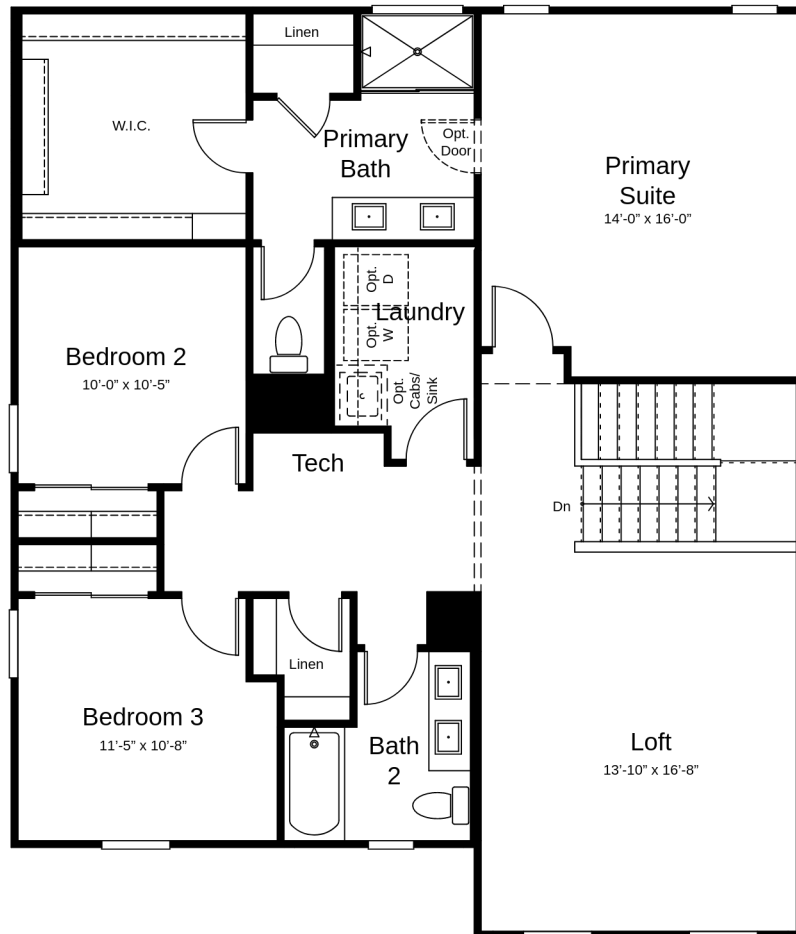 Linen
W.I.C.
Primary
Bath
Opt.
Door
Primary
Suite
14’-0” x 16’-0”
Opt.
D
Laundry
Opt.
W
Opt.
Cabs/
Sink
c
Bedroom 2
10’-0” x 10’-5”
Tech
Dn
Linen
Bedroom 3
11’-5” x 10’-8”
Bath
2
Loft
13’-10” x 16’-8”